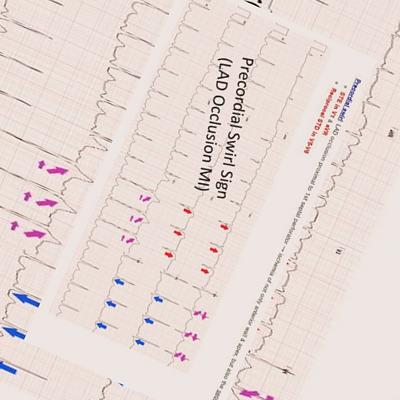 Precordial Swirl Sign
(LAD Occlusion MI)
Precordial swirl: LAD occlusion proximal to 1st septal perforator → ischemia of not only anterior wall & apex, but also the
STE in V1 & aVR
Reciprocal STD in V5-V6